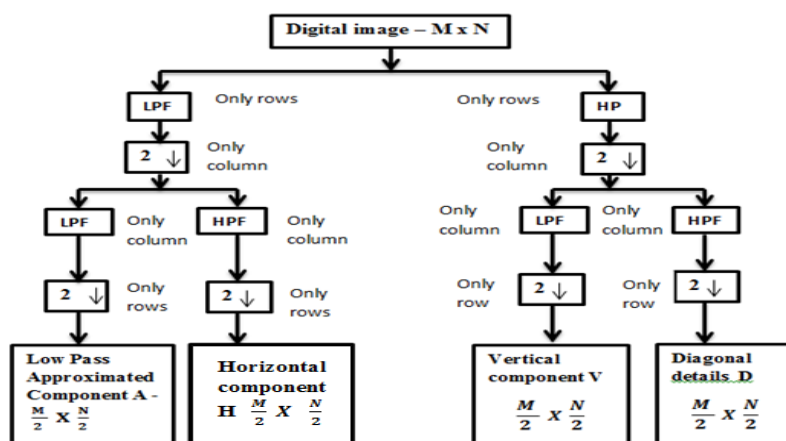 Digital image – M x N
LPF
Only rows
Only rows
HP
2 ↓
Only
column
Only
column
2 ↓
LPF
Only
column
HPF
Only
column
Only
column
LPF
Only
column
HPF
2 ↓
Only
rows
2 ↓
Only
rows
Only
row
2 ↓
Only
row
2 ↓
Low Pass
Approximated
Component A -
M/2 X N/2
Horizontal
component
H M/2 X N/2
Vertical
component V
M/2 X N/2
Diagonal
details D
M/2 X N/2